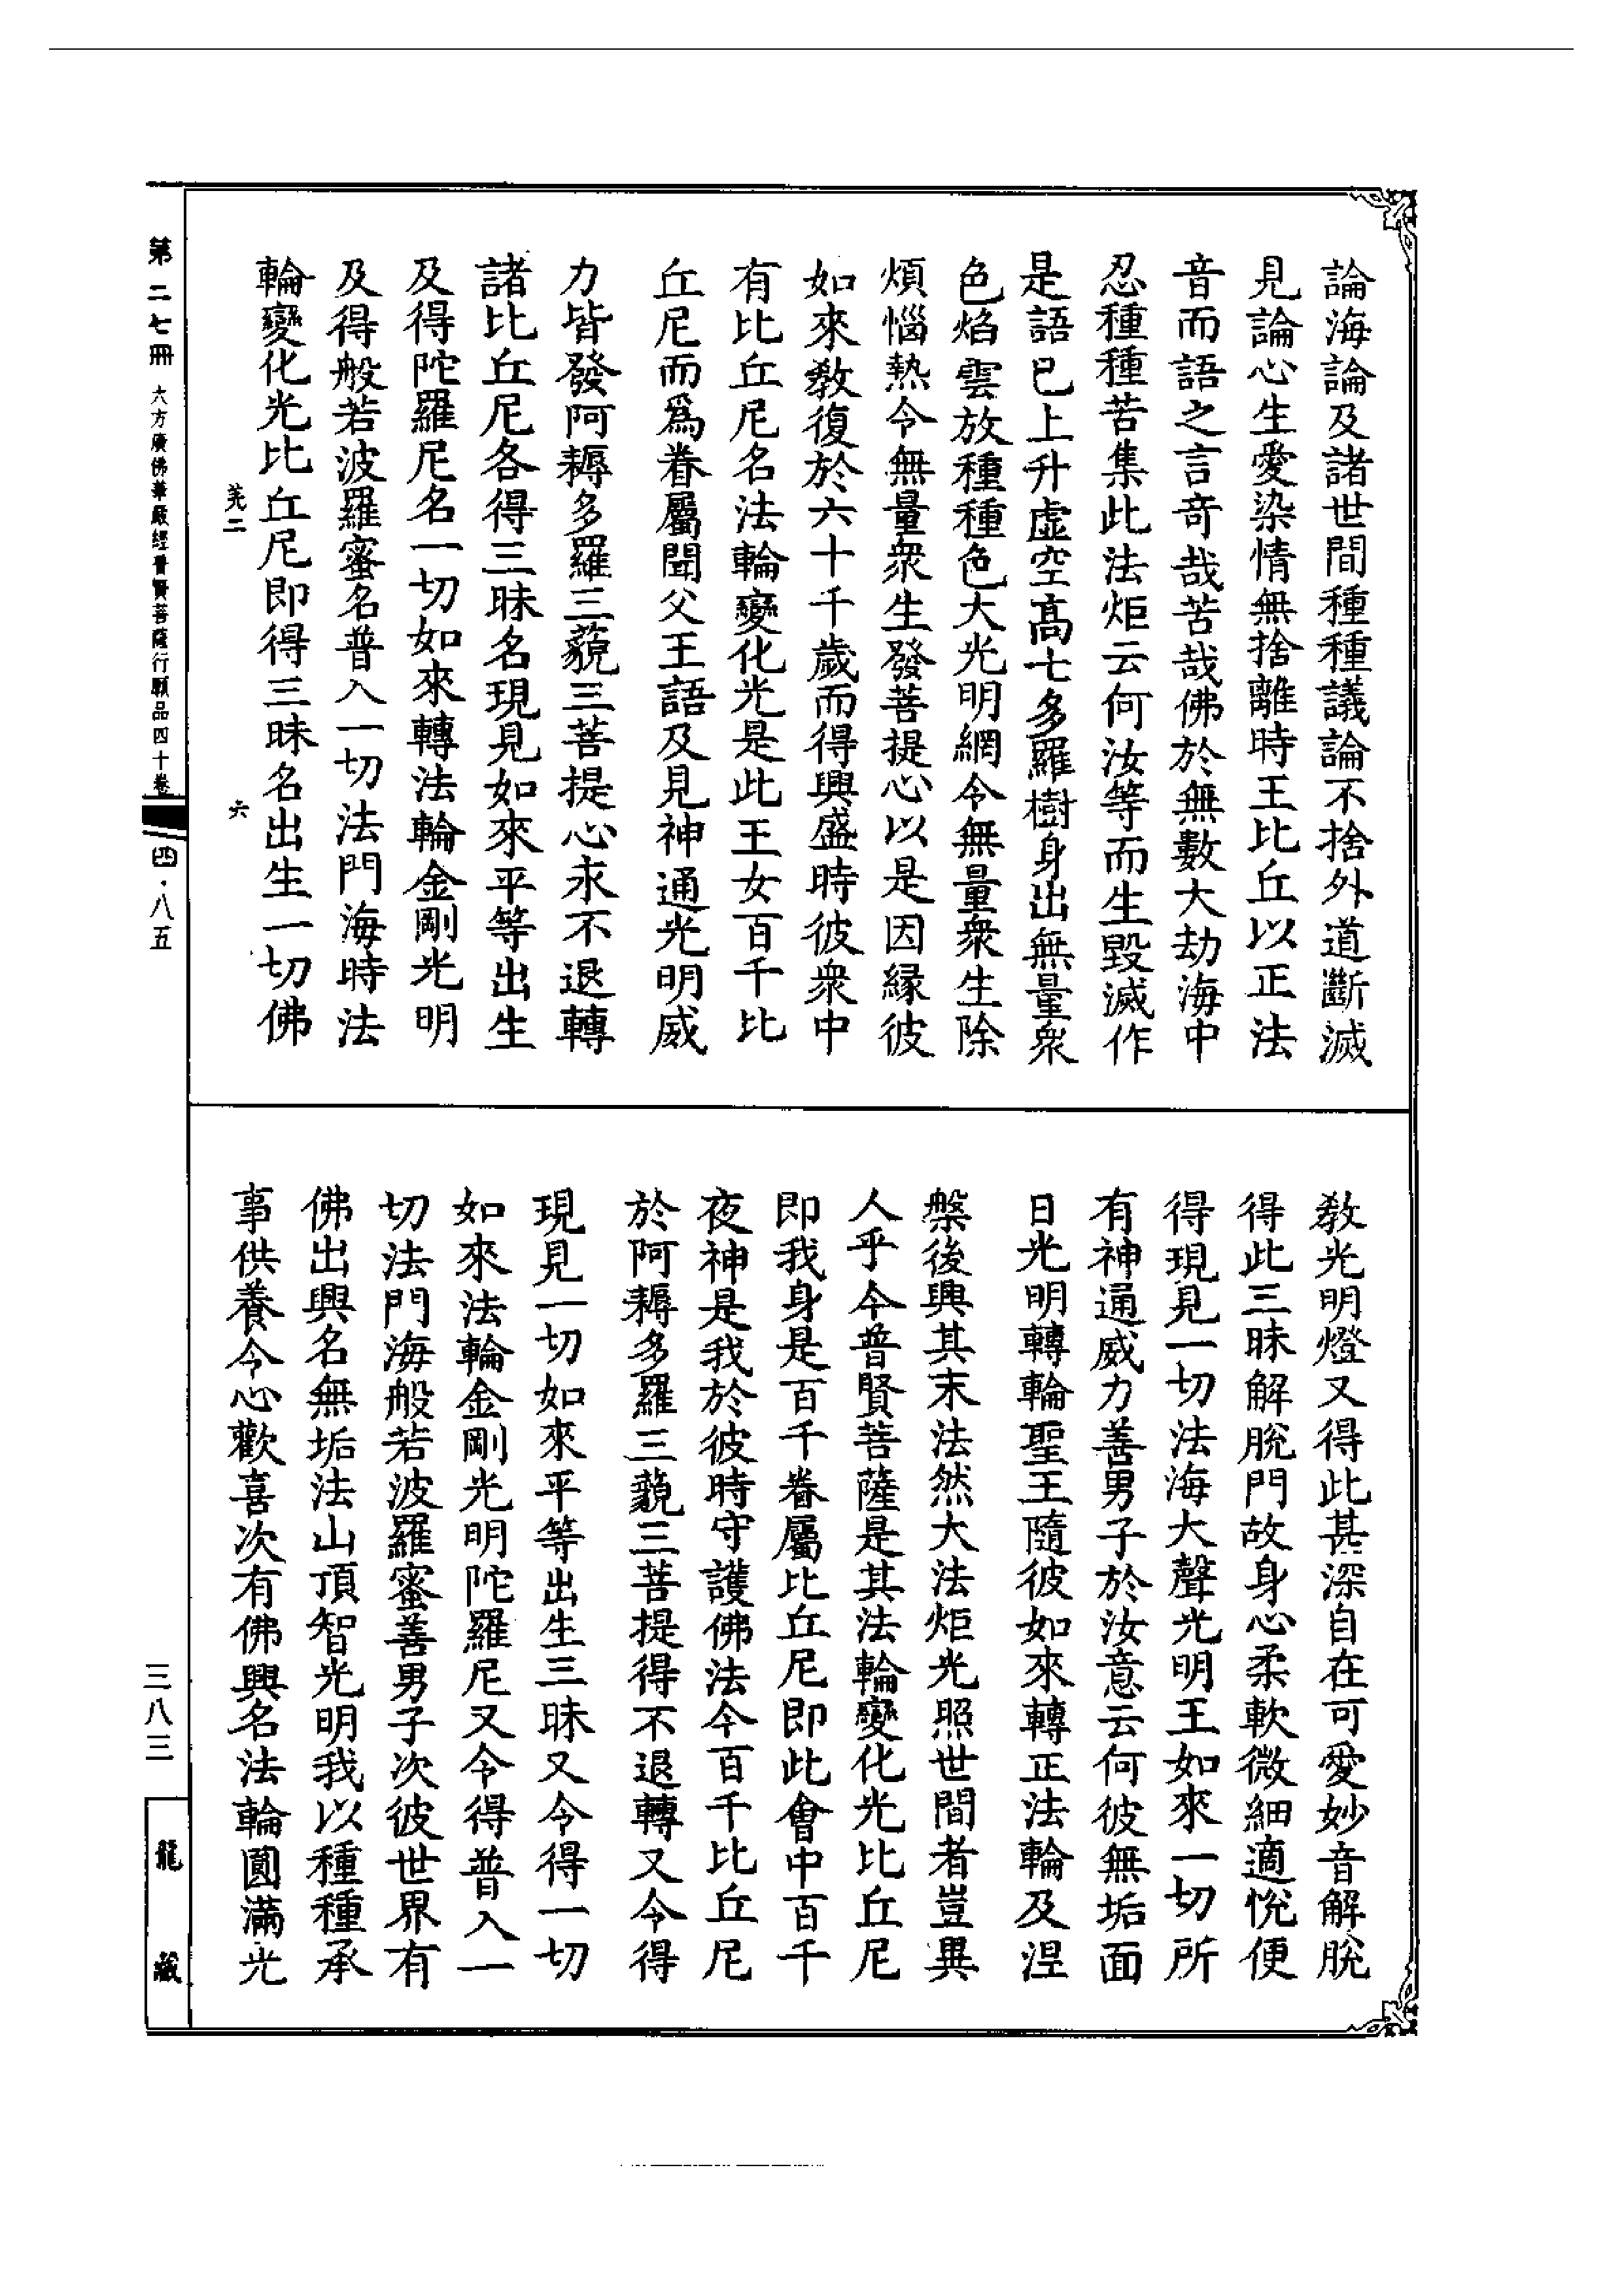 論海論及諸世間種種議論不捨外道斷滅
見論心生愛染情無捨離時王比丘以正法
音而語之言奇哉苦哉佛於無數大劫海中
忍種種苦集此法炬云何汝等而生毀滅作
是語已上升虛空高七多羅樹身出無量衆
色焰雲放種種色大光明網令無量衆生除
煩惱熱令無量衆生發菩提心以是因緣彼
如來教復於六十千歲而得興盛時彼衆中
有比丘尼名法輪變化光是此王女百千比
丘尼而爲眷屬聞父王語及見神通光明威
力皆發阿耨多羅三藐三菩提心永不退轉
諸比丘尼各得三昧名現見如來平等出生
及得陀羅尼名一切如來轉法輪金剛光明
及得般若波羅蜜名普入一切法門海時法
輪變化光比丘尼即得三昧名出生一切佛
羌二
六
教光明燈又得此甚深自在可愛妙音解脫
得此三昧解脫門故身心柔軟微細適悅便
得現見一切法海大聲光明王如來一切所
有神通威力善男子於汝意云何彼無垢面
日光明轉輪聖王隨彼如來轉正法輪及涅
槃後興其末法然大法炬光照世間者豈異
人乎今普賢菩薩是其法輪變化光比丘尼
即我身是百千眷屬比丘尼即此會中百千
夜神是我於彼時守護佛法令百千比丘尼
於阿耨多羅三藐三菩提得不退轉又令得
現見一切如來平等出生三昧又令得一切
如來法輪金剛光明陀羅尼又令得普入一
切法門海般若波羅蜜善男子次彼世界有
佛出興名無垢法山頂智光明我以種種承
事供養令心歡喜次有佛興名法輪圓滿光
第二七冊 六方廣佛華嚴經普賢菩薩行願品四十卷 四·八五
三八三
龍藏